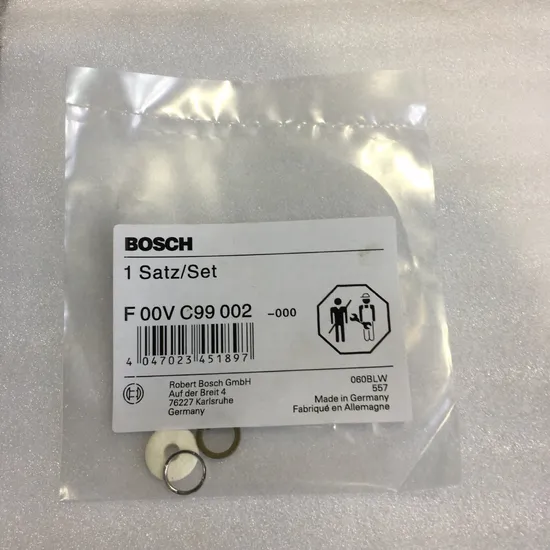 BOSCH
1 Satz/Set
F 00V C99 002 -000
4 047023 451897
Robert Bosch GmbH
Auf der Breit 4
76227 Karlsruhe
Germany
060BLW
557
Made in Germany
Fabriqué en Allemagne